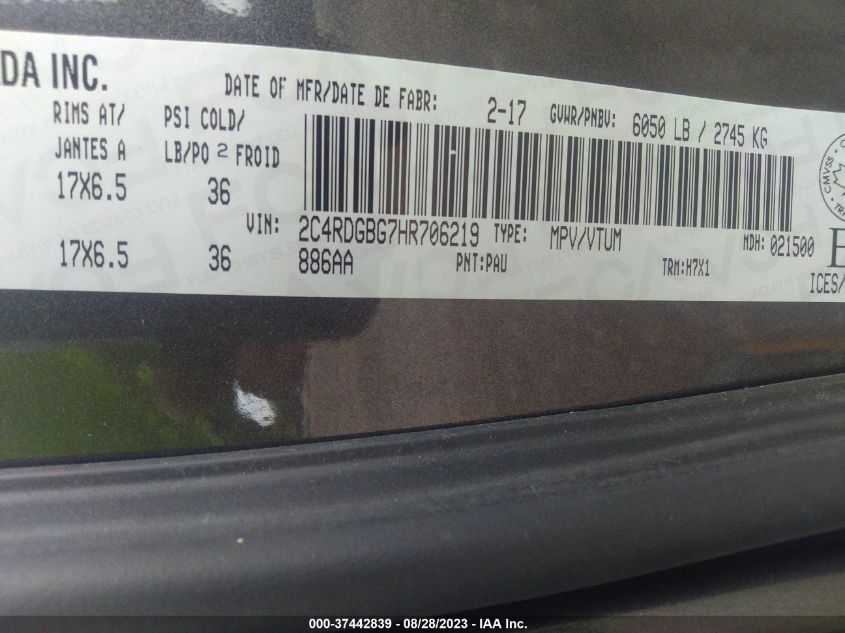 DA INC.
DATE OF MFR/DATE DE FABR: 2-17 GVWR/PNBV: 6050 LB / 2745 KG
RIMS AT/ PSI COLD/
JANTES A LB/PO 2 FROID
17X6.5 36
VIN: 2C4RDGBG7HR706219 TYPE: MPV/VTUM MDH: 021500
17X6.5 36 886AA PNT:PAU TRM:H7X1 ICES/
CMVSS
000-37442839 - 08/28/2023 - IAA Inc.